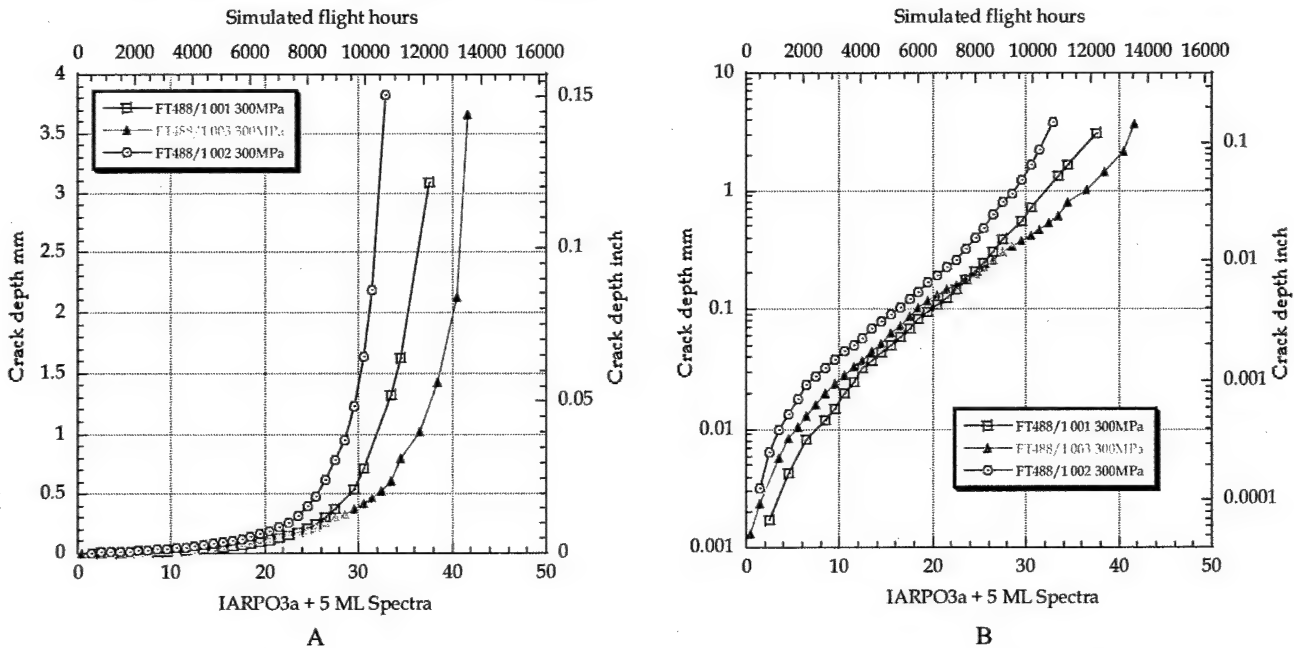 Simulated flight hours
0 2000 4000 6000 8000 10000 12000 14000 16000
4
3.5
3
2.5
2
1.5
1
0.5
0
Crack depth mm
FT488/1 001 300MPa
FT488/1 003 300MPa
FT488/1 002 300MPa
0.15
0.1
0.05
0
Crack depth inch
0 10 20 30 40 50
IARPO3a + 5 ML Spectra
A
Simulated flight hours
0 2000 4000 6000 8000 10000 12000 14000 16000
10
1
0.1
0.01
0.001
Crack depth mm
0.1
0.01
0.001
0.0001
Crack depth inch
FT488/1 001 300MPa
FT488/1 003 300MPa
FT488/1 002 300MPa
0 10 20 30 40 50
IARPO3a + 5 ML Spectra
B